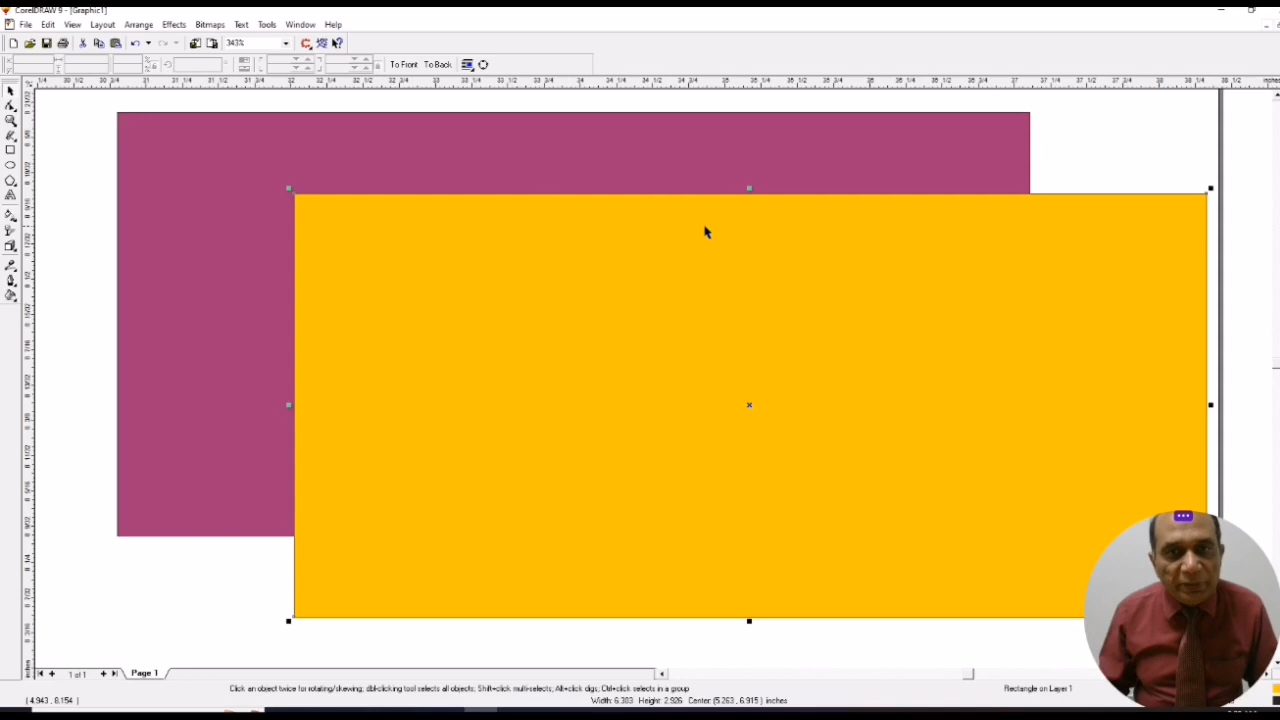 CorelDRAW 9 - [Graphic1]
File Edit View Layout Arrange Effects Bitmaps Text Tools Window Help
343%
To Front To Back
inches
1 of 1 Page 1
Click an object twice for rotating/skewing; dbl-clicking tool selects all objects; Shift+click multi-selects; Alt+click digs; Ctrl+click selects in a group
Rectangle on Layer 1
( 4.943 , 8.154 ) Width: 6.303 Height: 2.926 Center: (5.263 , 6.915 ) inches